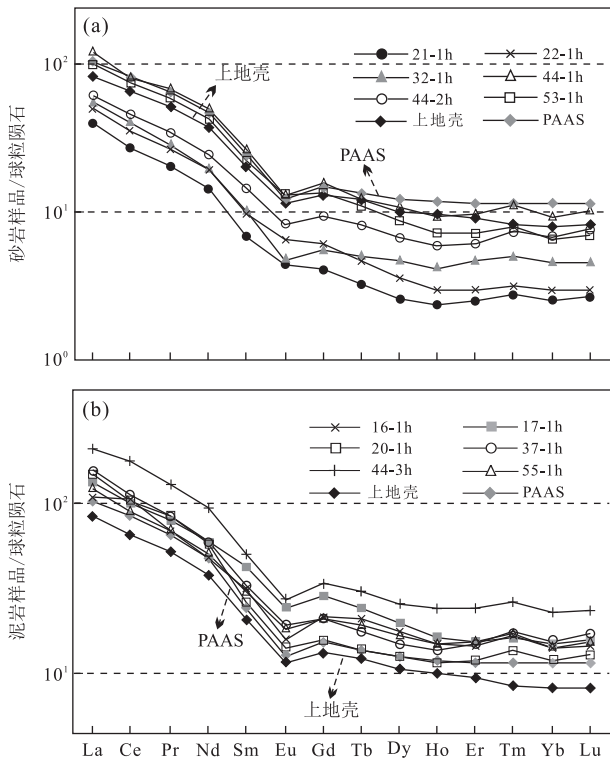 (a)
上地壳
21-1h
22-1h
32-1h
44-1h
44-2h
53-1h
上地壳
PAAS
PAAS
10²
10¹
10⁰
砂岩样品/球粒陨石
(b)
16-1h
17-1h
20-1h
37-1h
44-3h
55-1h
上地壳
PAAS
10²
PAAS
上地壳
10¹
泥岩样品/球粒陨石
La Ce Pr Nd Sm Eu Gd Tb Dy Ho Er Tm Yb Lu